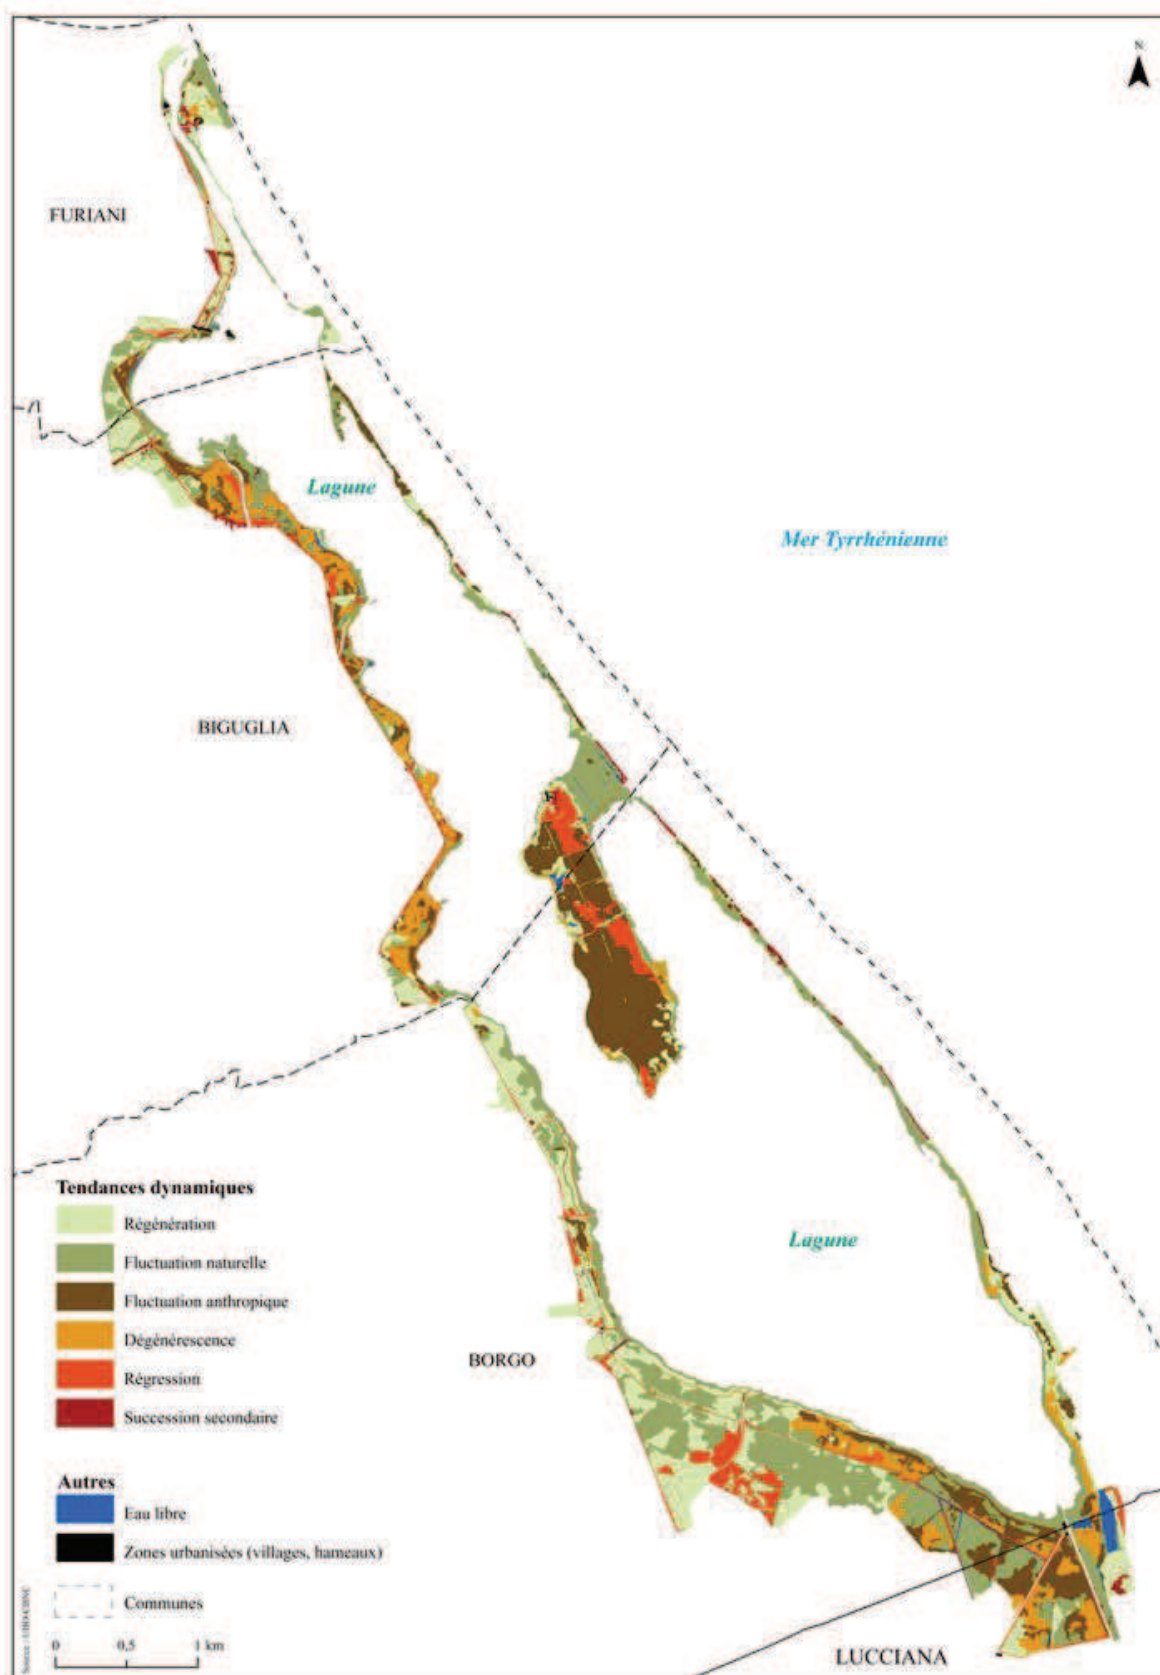 N
FURIANI
Lagune
Mer Tyrrhénienne
BIGUGLIA
Lagune
BORGO
LUCCIANA
Tendances dynamiques
Régénération
Fluctuation naturelle
Fluctuation anthropique
Dégénérescence
Régression
Succession secondaire
Autres
Eau libre
Zones urbanisées (villages, hameaux)
Communes
0 0,5 1 km